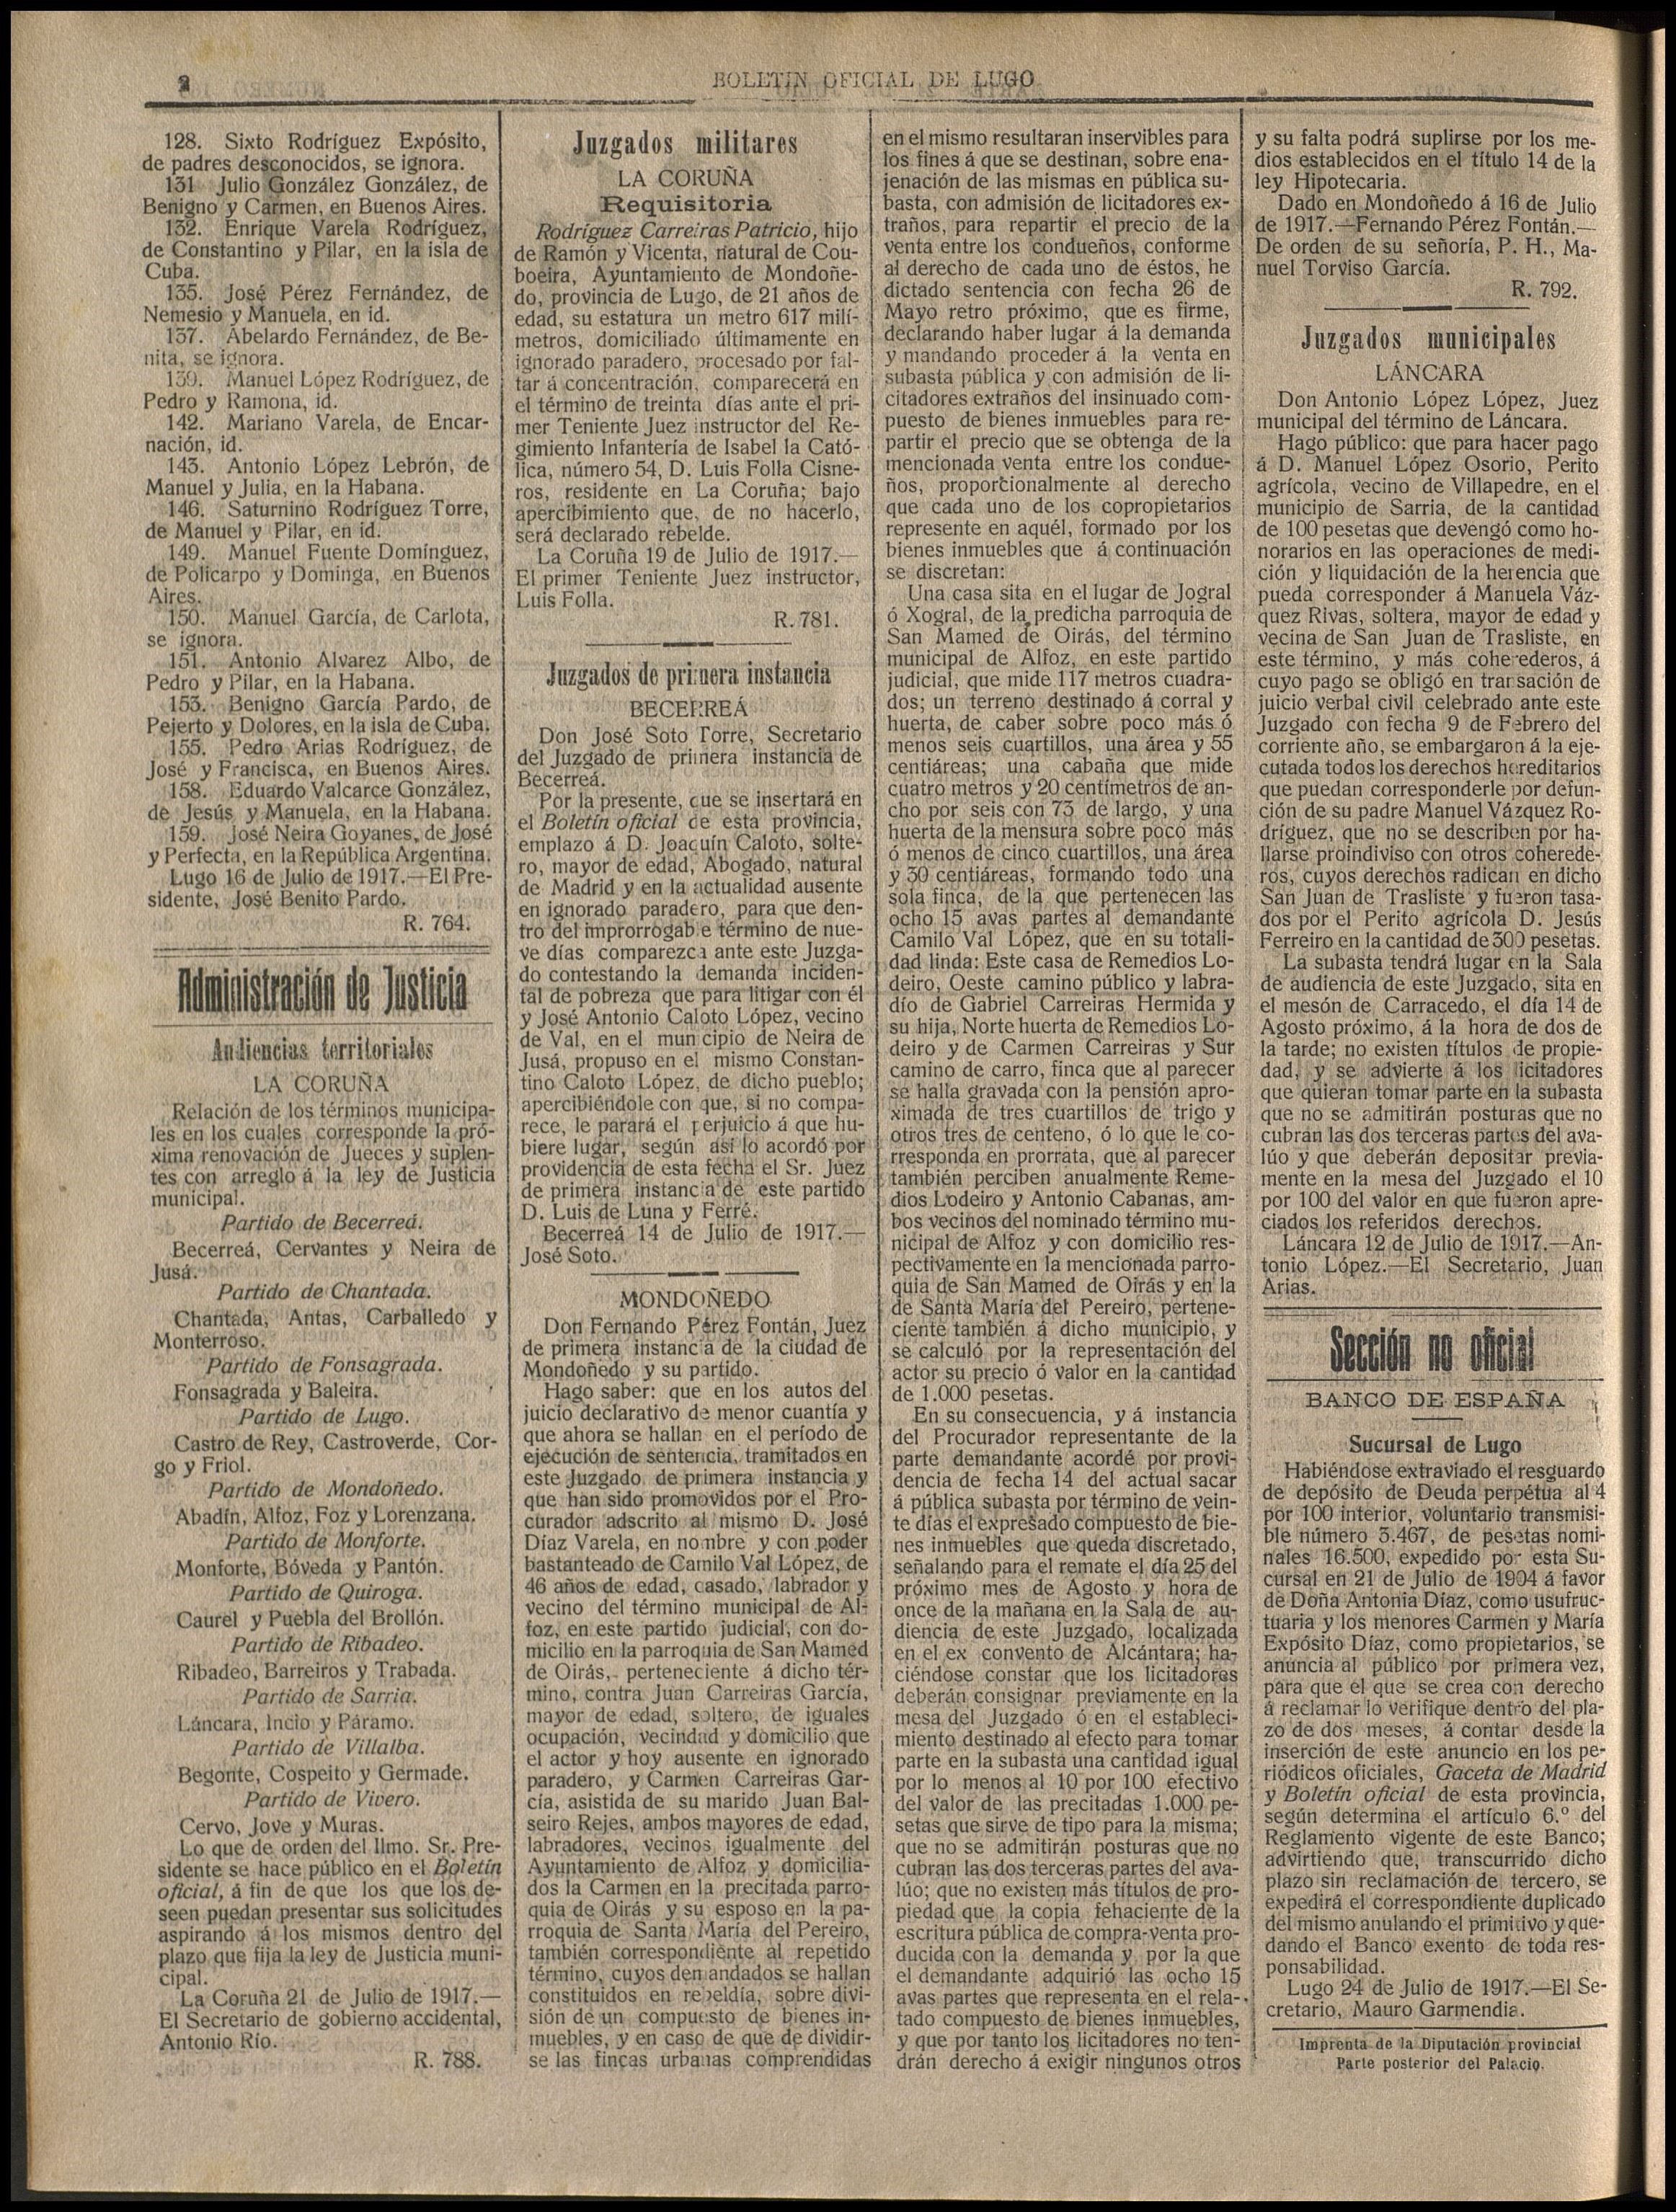 2
BOLETIN OFICIAL DE LUGO
128. Sixto Rodríguez Expósito,
de padres desconocidos, se ignora.
131 Julio González González, de
Benigno y Carmen, en Buenos Aires.
132. Enrique Varela Rodríguez,
de Constantino y Pilar, en la isla de
Cuba.
135. José Pérez Fernández, de
Nemesio y Manuela, en id.
137. Abelardo Fernández, de Be-
nita, se ignora.
139. Manuel López Rodríguez, de
Pedro y Ramona, id.
142. Mariano Varela, de Encar-
nación, id.
143. Antonio López Lebrón, de
Manuel y Julia, en la Habana.
146. Saturnino Rodríguez Torre,
de Manuel y Pilar, en id.
149. Manuel Fuente Domínguez,
de Policarpo y Dominga, en Buenos
Aires.
150. Manuel García, de Carlota,
se ignora.
151. Antonio Alvarez Albo, de
Pedro y Pilar, en la Habana.
153. Benigno García Pardo, de
Pejerto y Dolores, en la isla de Cuba.
155. Pedro Arias Rodríguez, de
José y Francisca, en Buenos Aires.
158. Eduardo Valcarce González,
de Jesús y Manuela, en la Habana.
159. José Neira Goyanes, de José
y Perfecta, en la República Argentina.
Lugo 16 de Julio de 1917.—El Pre-
sidente, José Benito Pardo.
R. 764.
Administración de Justicia
Audiencias territoriales
LA CORUÑA
Relación de los términos municipa-
les en los cuales corresponde la pró-
xima renovación de Jueces y suplen-
tes con arreglo á la ley de Justicia
municipal.
Partido de Becerreá.
Becerreá, Cervantes y Neira de
Jusá.
Partido de Chantada.
Chantada, Antas, Carballedo y
Monterroso.
Partido de Fonsagrada.
Fonsagrada y Baleira.
Partido de Lugo.
Castro de Rey, Castroverde, Cor-
go y Friol.
Partido de Mondoñedo.
Abadín, Alfoz, Foz y Lorenzana.
Partido de Monforte.
Monforte, Bóveda y Pantón.
Partido de Quiroga.
Caurel y Puebla del Brollón.
Partido de Ribadeo.
Ribadeo, Barreiros y Trabada.
Partido de Sarria.
Láncara, Incio y Páramo.
Partido de Villalba.
Begonte, Cospeito y Germade.
Partido de Vivero.
Cervo, Jove y Muras.
Lo que de orden del Ilmo. Sr. Pre-
sidente se hace público en el Boletín
oficial, á fin de que los que los de-
seen puedan presentar sus solicitudes
aspirando á los mismos dentro del
plazo que fija la ley de Justicia muni-
cipal.
La Coruña 21 de Julio de 1917.—
El Secretario de gobierno accidental,
Antonio Río.
R. 788.
Juzgados militares
LA CORUÑA
Requisitoria
Rodríguez Carreiras Patricio, hijo
de Ramón y Vicenta, natural de Cou-
boeira, Ayuntamiento de Mondoñe-
do, provincia de Lugo, de 21 años de
edad, su estatura un metro 617 milí-
metros, domiciliado últimamente en
ignorado paradero, procesado por fal-
tar á concentración, comparecerá en
el término de treinta días ante el pri-
mer Teniente Juez instructor del Re-
gimiento Infantería de Isabel la Cató-
lica, número 54, D. Luis Folla Cisne-
ros, residente en La Coruña; bajo
apercibimiento que, de no hacerlo,
será declarado rebelde.
La Coruña 19 de Julio de 1917.—
El primer Teniente Juez instructor,
Luis Folla.
R. 781.
Juzgados de primera instancia
BECERREÁ
Don José Soto Torre, Secretario
del Juzgado de primera instancia de
Becerreá.
Por la presente, que se insertará en
el Boletín oficial de esta provincia,
emplazo á D. Joaquín Caloto, solte-
ro, mayor de edad, Abogado, natural
de Madrid y en la actualidad ausente
en ignorado paradero, para que den-
tro del improrrogable término de nue-
ve días comparezca ante este Juzga-
do contestando la demanda inciden-
tal de pobreza que para litigar con él
y José Antonio Caloto López, vecino
de Val, en el municipio de Neira de
Jusá, propuso en el mismo Constan-
tino Caloto López, de dicho pueblo;
apercibiéndole con que, si no compa-
rece, le parará el perjuicio á que hu-
biere lugar, según así lo acordó por
providencia de esta fecha el Sr. Juez
de primera instancia de este partido
D. Luis de Luna y Ferré.
Becerreá 14 de Julio de 1917.—
José Soto.
MONDOÑEDO
Don Fernando Pérez Fontán, Juez
de primera instancia de la ciudad de
Mondoñedo y su partido.
Hago saber: que en los autos del
juicio declarativo de menor cuantía y
que ahora se hallan en el período de
ejecución de sentencia, tramitados en
este Juzgado de primera instancia y
que han sido promovidos por el Pro-
curador adscrito al mismo D. José
Díaz Varela, en nombre y con poder
bastanteado de Camilo Val López, de
46 años de edad, casado, labrador y
vecino del término municipal de Al-
foz, en este partido judicial, con do-
micilio en la parroquia de San Mamed
de Oirás, perteneciente á dicho tér-
mino, contra Juan Carreiras García,
mayor de edad, soltero, de iguales
ocupación, vecindad y domicilio que
el actor y hoy ausente en ignorado
paradero, y Carmen Carreiras Gar-
cía, asistida de su marido Juan Bal-
seiro Rejes, ambos mayores de edad,
labradores, vecinos igualmente del
Ayuntamiento de Alfoz y domicilia-
dos la Carmen en la precitada parro-
quia de Oirás y su esposo en la pa-
rroquia de Santa María del Pereiro,
también correspondiente al repetido
término, cuyos demandados se hallan
constituidos en rebeldía, sobre divi-
sión de un compuesto de bienes in-
muebles, y en caso de que de dividir-
se las fincas urbanas comprendidas
en el mismo resultaran inservibles para
los fines á que se destinan, sobre ena-
jenación de las mismas en pública su-
basta, con admisión de licitadores ex-
traños, para repartir el precio de la
venta entre los condueños, conforme
al derecho de cada uno de éstos, he
dictado sentencia con fecha 26 de
Mayo retro próximo, que es firme,
declarando haber lugar á la demanda
y mandando proceder á la venta en
subasta pública y con admisión de li-
citadores extraños del insinuado com-
puesto de bienes inmuebles para re-
partir el precio que se obtenga de la
mencionada venta entre los condue-
ños, proporcionalmente al derecho
que cada uno de los copropietarios
represente en aquél, formado por los
bienes inmuebles que á continuación
se discretan:
Una casa sita en el lugar de Jogral
ó Xogral, de la predicha parroquia de
San Mamed de Oirás, del término
municipal de Alfoz, en este partido
judicial, que mide 117 metros cuadra-
dos; un terreno destinado á corral y
huerta, de caber sobre poco más ó
menos seis cuartillos, una área y 55
centiáreas; una cabaña que mide
cuatro metros y 20 centímetros de an-
cho por seis con 73 de largo, y una
huerta de la mensura sobre poco más
ó menos de cinco cuartillos, una área
y 30 centiáreas, formando todo una
sola finca, de la que pertenecen las
ocho 15 avas partes al demandante
Camilo Val López, que en su totali-
dad linda: Este casa de Remedios Lo-
deiro, Oeste camino público y labra-
dío de Gabriel Carreiras Hermida y
su hija, Norte huerta de Remedios Lo-
deiro y de Carmen Carreiras y Sur
camino de carro, finca que al parecer
se halla gravada con la pensión apro-
ximada de tres cuartillos de trigo y
otros tres de centeno, ó lo que le co-
rresponda en prorrata, que al parecer
también perciben anualmente Reme-
dios Lodeiro y Antonio Cabanas, am-
bos vecinos del nominado término mu-
nicipal de Alfoz y con domicilio res-
pectivamente en la mencionada parro-
quia de San Mamed de Oirás y en la
de Santa María del Pereiro, pertene-
ciente también á dicho municipio, y
se calculó por la representación del
actor su precio ó valor en la cantidad
de 1.000 pesetas.
En su consecuencia, y á instancia
del Procurador representante de la
parte demandante acordé por provi-
dencia de fecha 14 del actual sacar
á pública subasta por término de vein-
te días el expresado compuesto de bie-
nes inmuebles que queda discretado,
señalando para el remate el día 25 del
próximo mes de Agosto y hora de
once de la mañana en la Sala de au-
diencia de este Juzgado, localizada
en el ex convento de Alcántara; ha-
ciéndose constar que los licitadores
deberán consignar previamente en la
mesa del Juzgado ó en el estableci-
miento destinado al efecto para tomar
parte en la subasta una cantidad igual
por lo menos al 10 por 100 efectivo
del valor de las precitadas 1.000 pe-
setas que sirve de tipo para la misma;
que no se admitirán posturas que no
cubran las dos terceras partes del ava-
lúo; que no existen más títulos de pro-
piedad que la copia fehaciente de la
escritura pública de compra-venta pro-
ducida con la demanda y por la que
el demandante adquirió las ocho 15
avas partes que representa en el rela-
tado compuesto de bienes inmuebles,
y que por tanto los licitadores no ten-
drán derecho á exigir ningunos otros
y su falta podrá suplirse por los me-
dios establecidos en el título 14 de la
ley Hipotecaria.
Dado en Mondoñedo á 16 de Julio
de 1917.—Fernando Pérez Fontán.—
De orden de su señoría, P. H., Ma-
nuel Torviso García.
R. 792.
Juzgados municipales
LÁNCARA
Don Antonio López López, Juez
municipal del término de Láncara.
Hago público: que para hacer pago
á D. Manuel López Osorio, Perito
agrícola, vecino de Villapedre, en el
municipio de Sarria, de la cantidad
de 100 pesetas que devengó como ho-
norarios en las operaciones de medi-
ción y liquidación de la herencia que
pueda corresponder á Manuela Váz-
quez Rivas, soltera, mayor de edad y
vecina de San Juan de Trasliste, en
este término, y más coherederos, á
cuyo pago se obligó en transación de
juicio verbal civil celebrado ante este
Juzgado con fecha 9 de Febrero del
corriente año, se embargaron á la eje-
cutada todos los derechos hereditarios
que puedan corresponderle por defun-
ción de su padre Manuel Vázquez Ro-
dríguez, que no se describen por ha-
llarse proindiviso con otros coherede-
ros, cuyos derechos radican en dicho
San Juan de Trasliste y fueron tasa-
dos por el Perito agrícola D. Jesús
Ferreiro en la cantidad de 300 pesetas.
La subasta tendrá lugar en la Sala
de audiencia de este Juzgado, sita en
el mesón de Carracedo, el día 14 de
Agosto próximo, á la hora de dos de
la tarde; no existen títulos de propie-
dad, y se advierte á los licitadores
que quieran tomar parte en la subasta
que no se admitirán posturas que no
cubran las dos terceras partes del ava-
lúo y que deberán depositar previa-
mente en la mesa del Juzgado el 10
por 100 del valor en que fueron apre-
ciados los referidos derechos.
Láncara 12 de Julio de 1917.—An-
tonio López.—El Secretario, Juan
Arias.
Sección no oficial
BANCO DE ESPAÑA
Sucursal de Lugo
Habiéndose extraviado el resguardo
de depósito de Deuda perpétua al 4
por 100 interior, voluntario transmisi-
ble número 3.467, de pesetas nomi-
nales 16.500, expedido por esta Su-
cursal en 21 de Julio de 1904 á favor
de Doña Antonia Díaz, como usufruc-
tuaria y los menores Carmen y María
Expósito Díaz, como propietarios, se
anuncia al público por primera vez,
para que el que se crea con derecho
á reclamar lo verifique dentro del pla-
zo de dos meses, á contar desde la
inserción de este anuncio en los pe-
riódicos oficiales, Gaceta de Madrid
y Boletín oficial de esta provincia,
según determina el artículo 6.º del
Reglamento vigente de este Banco;
advirtiendo que, transcurrido dicho
plazo sin reclamación de tercero, se
expedirá el correspondiente duplicado
del mismo anulando el primitivo y que-
dando el Banco exento de toda res-
ponsabilidad.
Lugo 24 de Julio de 1917.—El Se-
cretario, Mauro Garmendia.
Imprenta de la Diputación provincial
Parte posterior del Palacio.